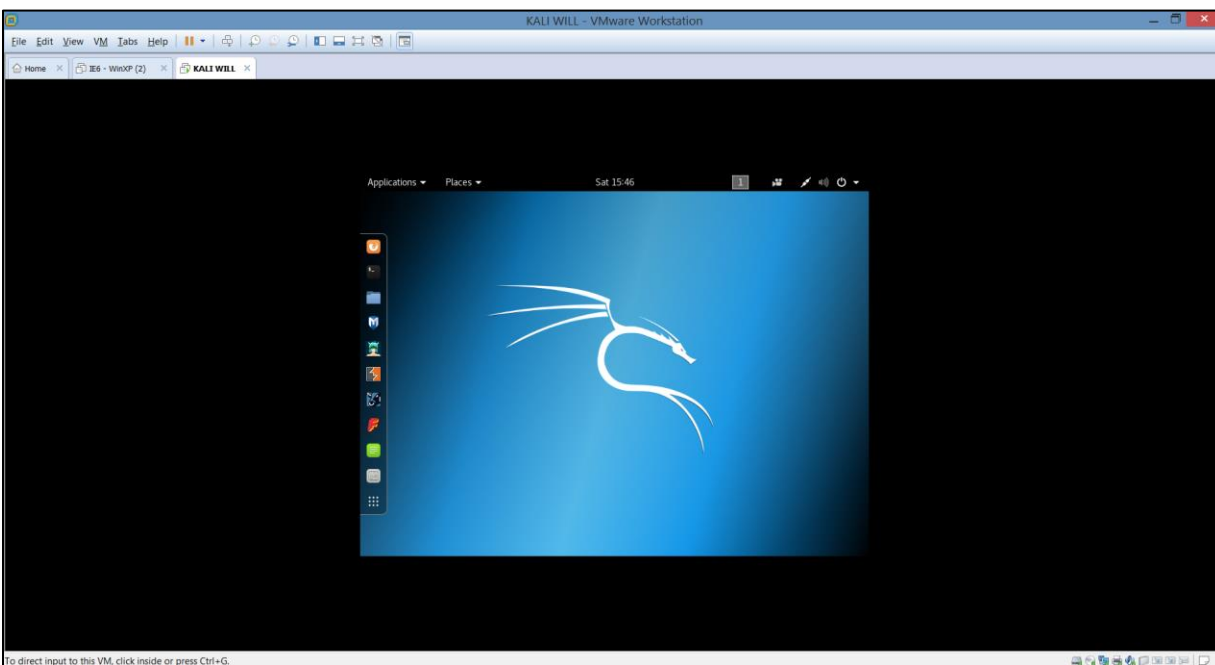 KALI WILL - VMware Workstation
File Edit View VM Tabs Help
Home IE6 - WinXP (2) KALI WILL
Applications Places Sat 15:46 1
To direct input to this VM, click inside or press Ctrl+G.